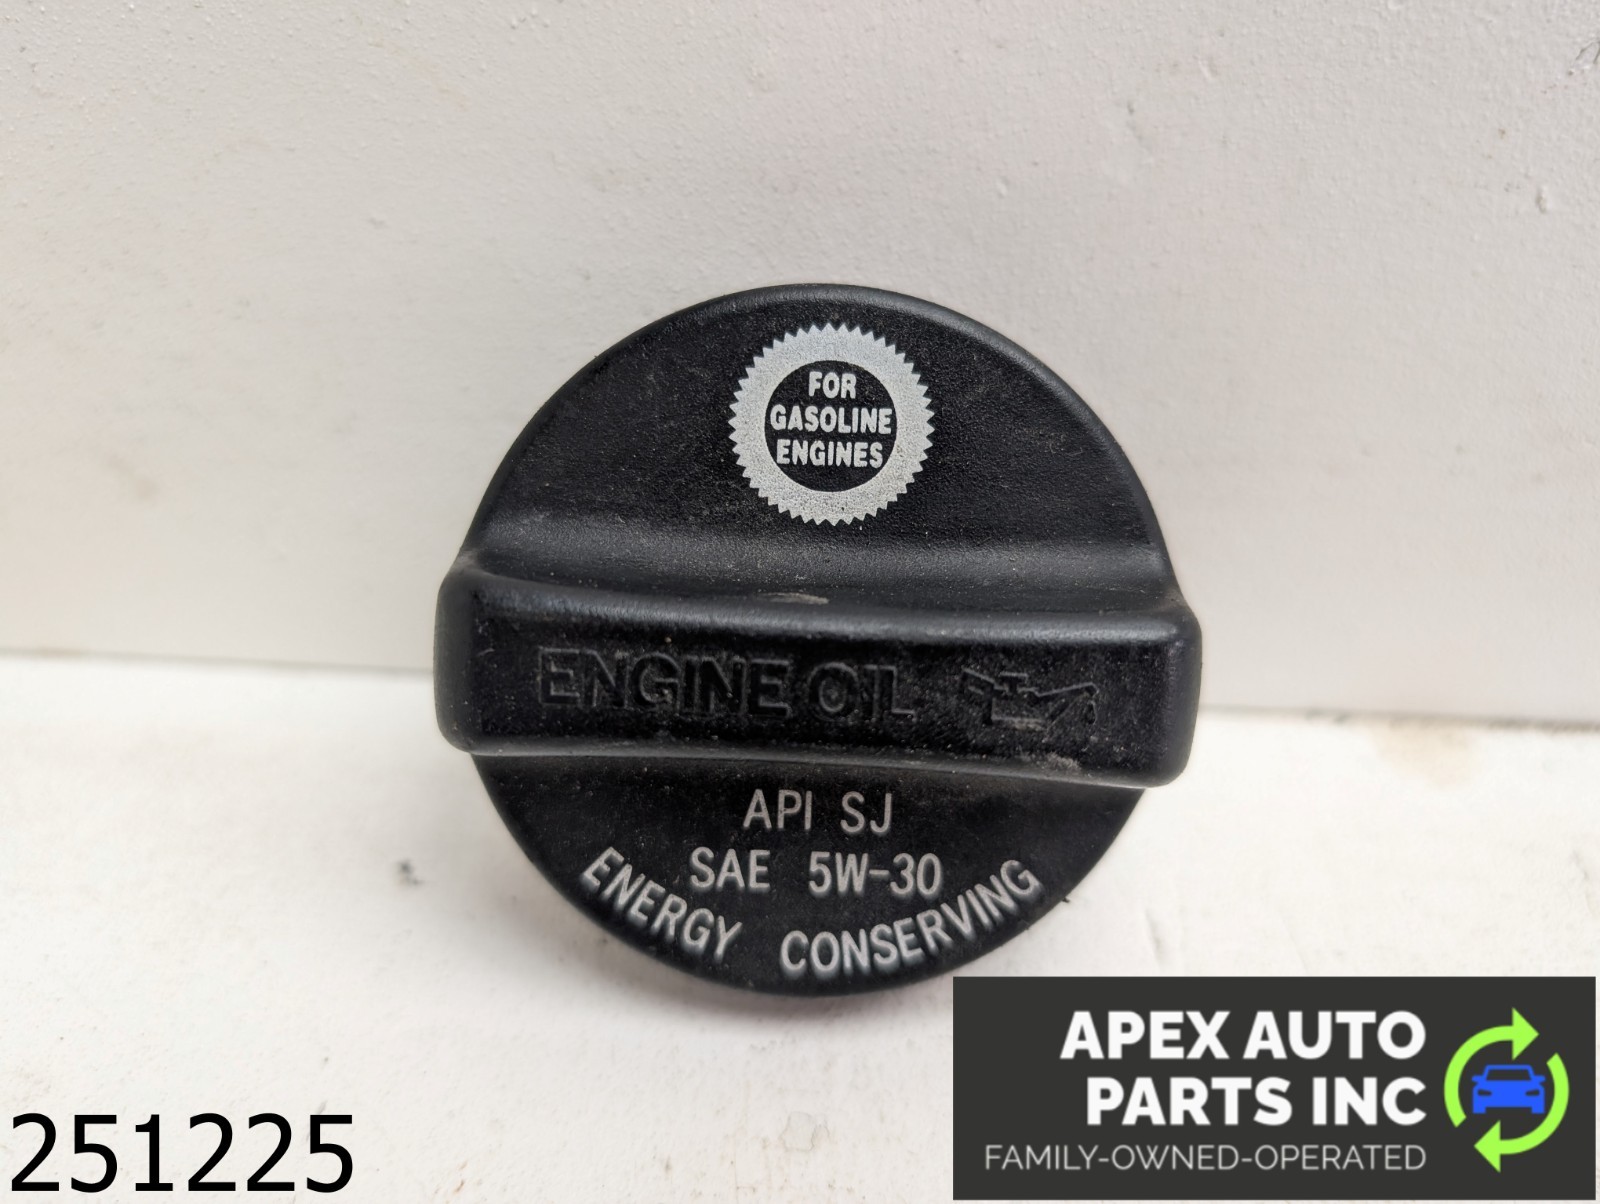 FOR
GASOLINE
ENGINES
ENGINE OIL
API SJ
SAE 5W-30
ENERGY CONSERVING
APEX AUTO
PARTS INC
FAMILY-OWNED-OPERATED
251225